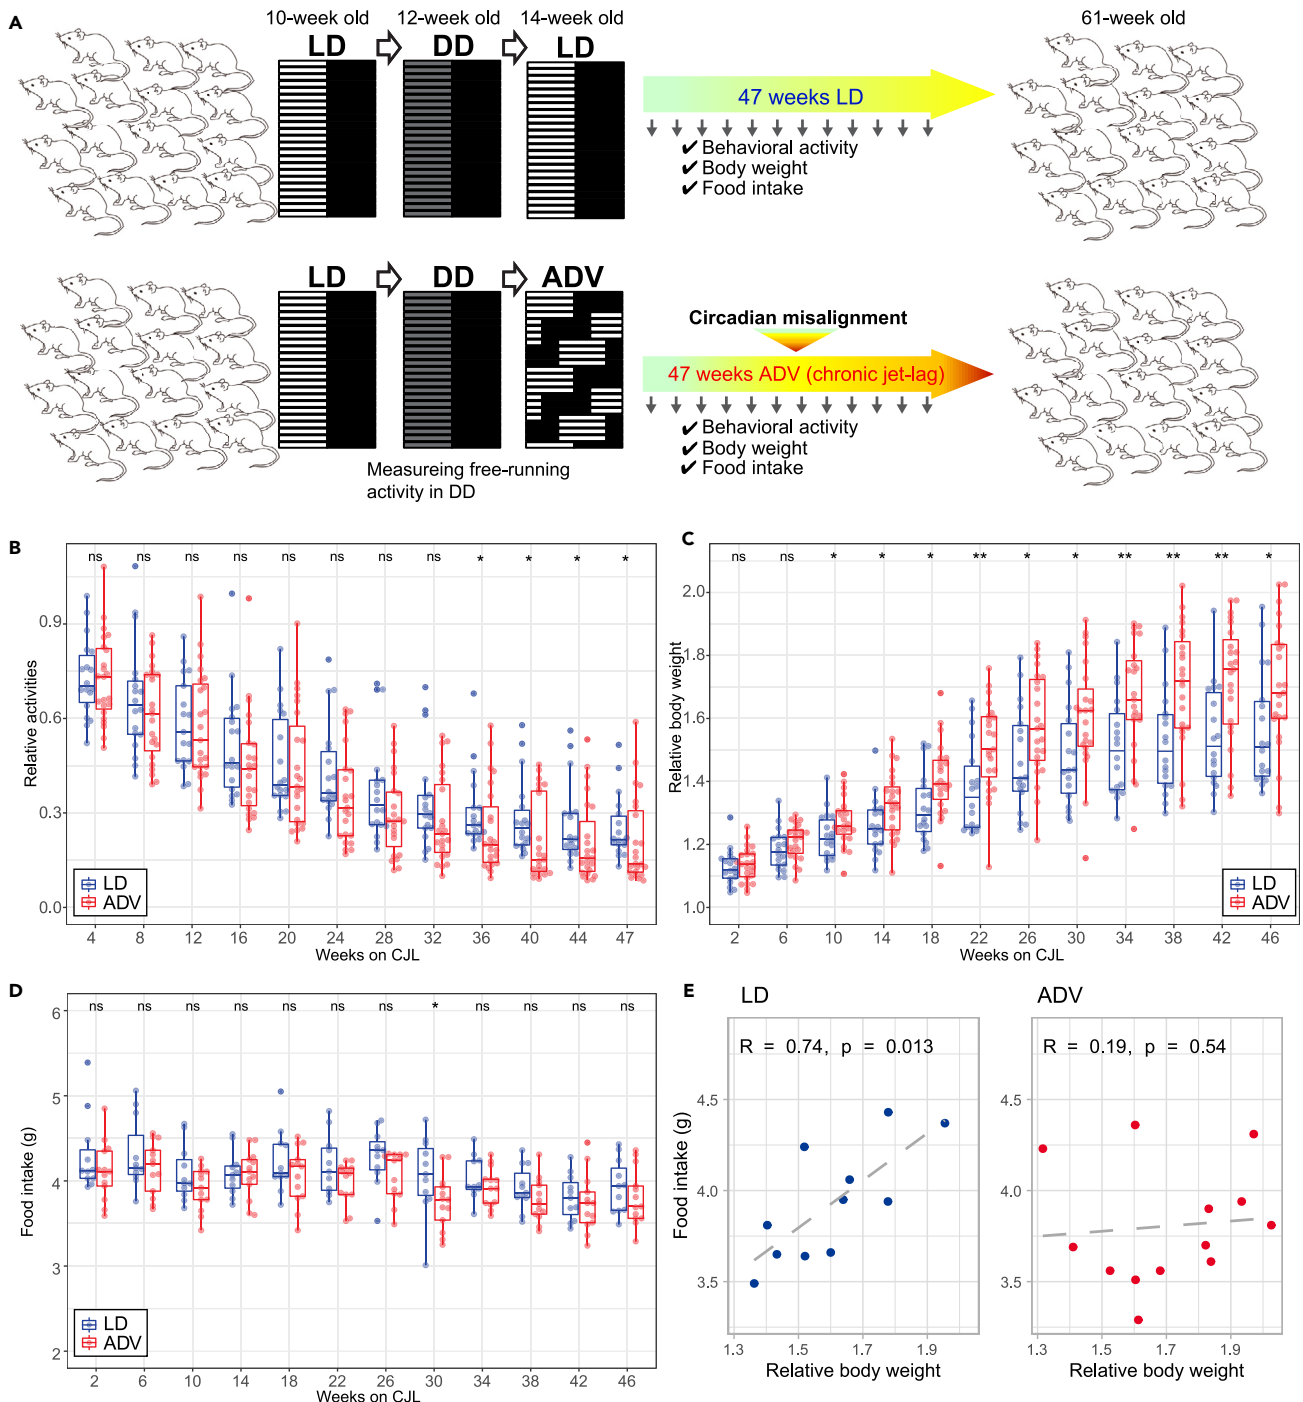 A
10-week old
12-week old
14-week old
61-week old
LD
DD
LD
47 weeks LD
✔ Behavioral activity
✔ Body weight
✔ Food intake
LD
DD
ADV
Circadian misalignment
47 weeks ADV (chronic jet-lag)
✔ Behavioral activity
✔ Body weight
✔ Food intake
Measureing free-running
activity in DD
B
ns ns ns ns ns ns ns ns * * * *
Relative activities
0.9
0.6
0.3
0.0
LD
ADV
4 8 12 16 20 24 28 32 36 40 44 47
Weeks on CJL
C
ns ns * * * ** * * ** ** ** *
Relative body weight
2.0
1.8
1.6
1.4
1.2
1.0
LD
ADV
2 6 10 14 18 22 26 30 34 38 42 46
Weeks on CJL
D
ns ns ns ns ns ns ns * ns ns ns ns
Food intake (g)
6
5
4
3
2
LD
ADV
2 6 10 14 18 22 26 30 34 38 42 46
Weeks on CJL
E
LD
R = 0.74, p = 0.013
Food intake (g)
4.5
4.0
3.5
1.3 1.5 1.7 1.9
Relative body weight
ADV
R = 0.19, p = 0.54
4.5
4.0
3.5
1.3 1.5 1.7 1.9
Relative body weight